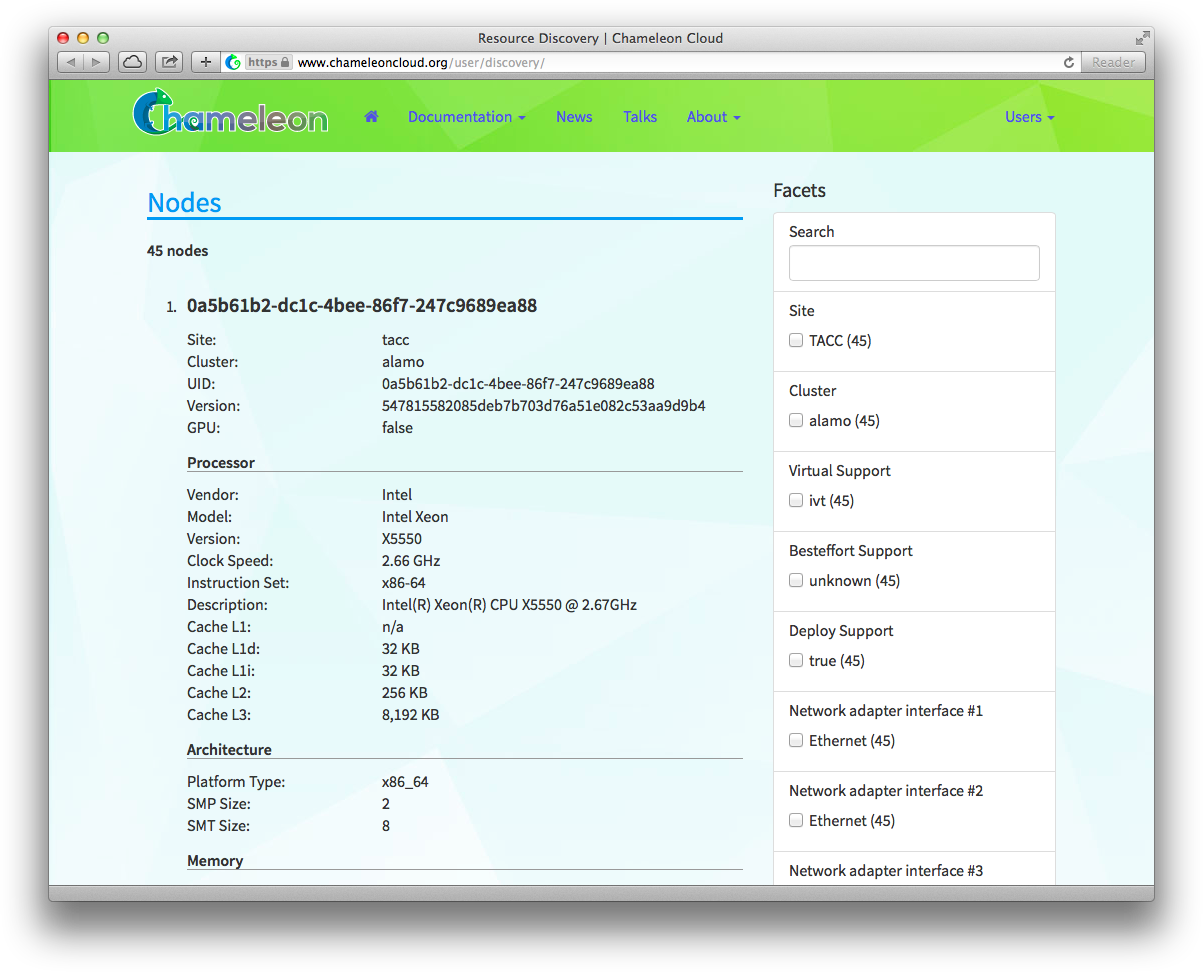 Resource Discovery | Chameleon Cloud
https www.chameleoncloud.org/user/discovery/ Reader
Chameleon Documentation News Talks About Users
Nodes
45 nodes
1. 0a5b61b2-dc1c-4bee-86f7-247c9689ea88
Site: tacc
Cluster: alamo
UID: 0a5b61b2-dc1c-4bee-86f7-247c9689ea88
Version: 547815582085deb7b703d76a51e082c53aa9d9b4
GPU: false
Processor
Vendor: Intel
Model: Intel Xeon
Version: X5550
Clock Speed: 2.66 GHz
Instruction Set: x86-64
Description: Intel(R) Xeon(R) CPU X5550 @ 2.67GHz
Cache L1: n/a
Cache L1d: 32 KB
Cache L1i: 32 KB
Cache L2: 256 KB
Cache L3: 8,192 KB
Architecture
Platform Type: x86_64
SMP Size: 2
SMT Size: 8
Memory
Facets
Search
Site
TACC (45)
Cluster
alamo (45)
Virtual Support
ivt (45)
Besteffort Support
unknown (45)
Deploy Support
true (45)
Network adapter interface #1
Ethernet (45)
Network adapter interface #2
Ethernet (45)
Network adapter interface #3